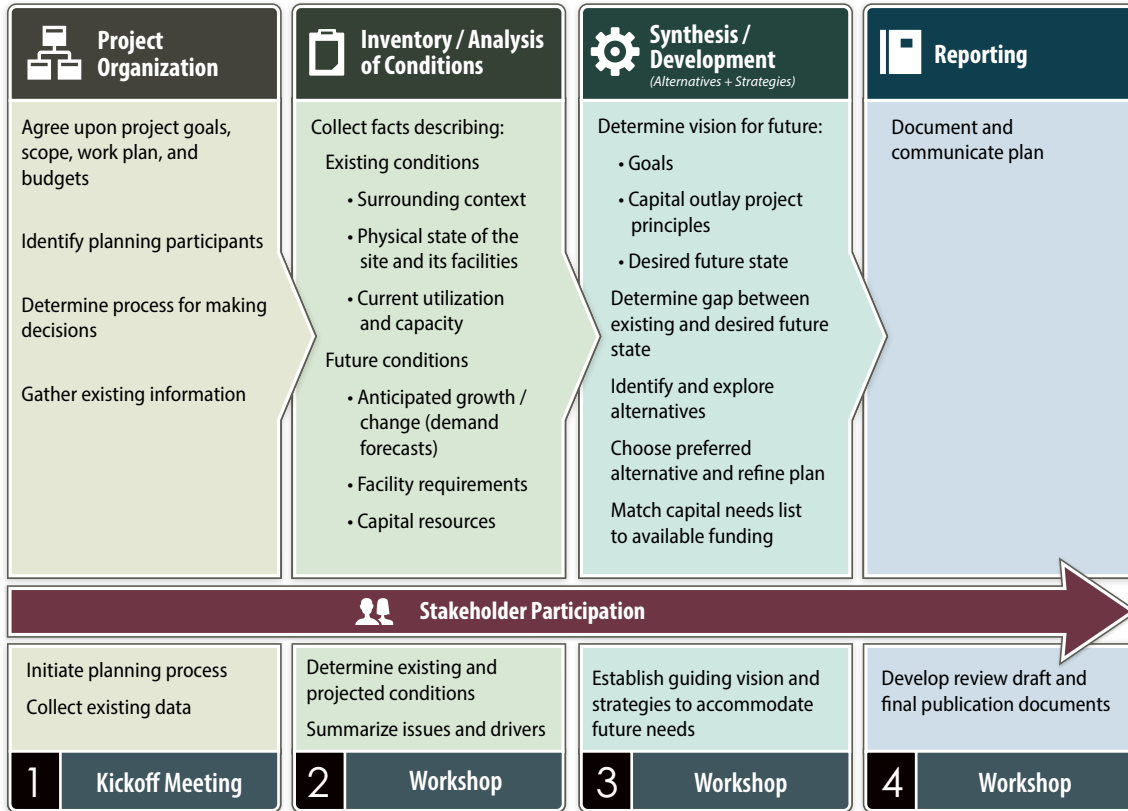 Project
Organization
Agree upon project goals,
scope, work plan, and
budgets
Identify planning participants
Determine process for making
decisions
Gather existing information
Inventory / Analysis
of Conditions
Collect facts describing:
Existing conditions
• Surrounding context
• Physical state of the
site and its facilities
• Current utilization
and capacity
Future conditions
• Anticipated growth /
change (demand
forecasts)
• Facility requirements
• Capital resources
Synthesis /
Development
(Alternatives + Strategies)
Determine vision for future:
• Goals
• Capital outlay project
principles
• Desired future state
Determine gap between
existing and desired future
state
Identify and explore
alternatives
Choose preferred
alternative and refine plan
Match capital needs list
to available funding
Reporting
Document and
communicate plan
Stakeholder Participation
Initiate planning process
Collect existing data
1 Kickoff Meeting
Determine existing and
projected conditions
Summarize issues and drivers
2 Workshop
Establish guiding vision and
strategies to accommodate
future needs
3 Workshop
Develop review draft and
final publication documents
4 Workshop